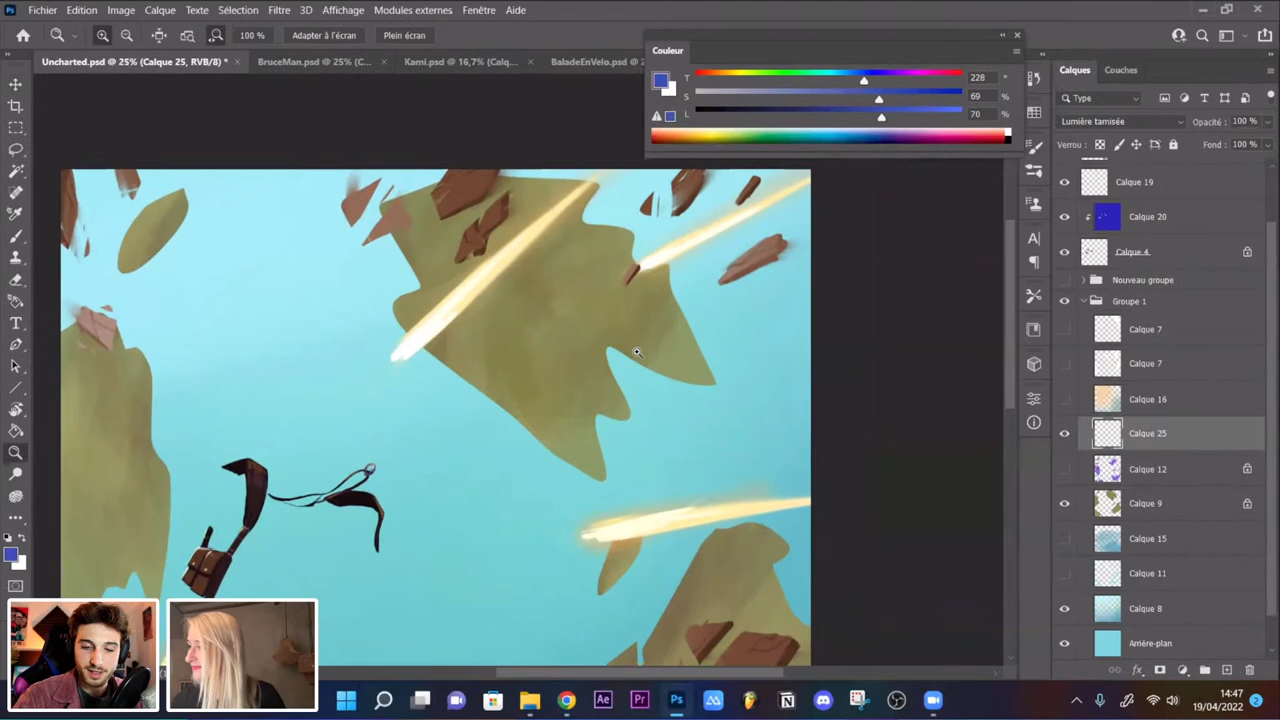 Fichier Edition Image Calque Texte Sélection Filtre 3D Affichage Modules externes Fenêtre Aide
100 % Adapter à l'écran Plein écran
Couleur
Uncharted.psd @ 25% (Calque 25, RVB/8) * BruceMan.psd @ 25% (C... Kami.psd @ 16,7% (Calq... BaladeEnVelo.psd @ 2
T 228 °
S 69 %
L 70 %
Calques Couches
Type
Lumière tamisée Opacité : 100 %
Verrou : Fond : 100 %
Calque 19
Calque 20
Calque 4
Nouveau groupe
Groupe 1
Calque 7
Calque 7
Calque 16
Calque 25
Calque 12
Calque 9
Calque 15
Calque 11
Calque 8
Arrière-plan
14:47
19/04/2022